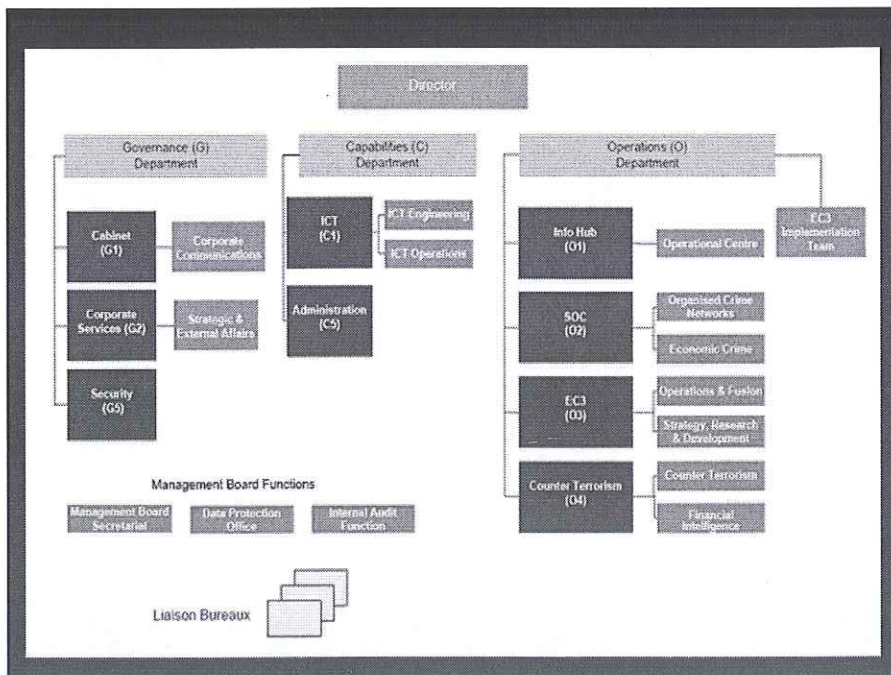 Director
Governance (G)
Department
Cabinet
(G1)
Corporate
Communications
Corporate
Services (G2)
Strategic &
External Affairs
Security
(G5)
Capabilities (C)
Department
ICT
(C1)
ICT Engineering
ICT Operations
Administration
(C5)
Operations (O)
Department
EC3
Implementation
Team
Info Hub
(O1)
Operational Centre
SOC
(O2)
Organised Crime
Networks
Economic Crime
EC3
(O3)
Operations & Fusion
Strategy, Research
& Development
Counter Terrorism
(O4)
Counter Terrorism
Financial
Intelligence
Management Board Functions
Management Board
Secretariat
Data Protection
Office
Internal Audit
Function
Liaison Bureaux